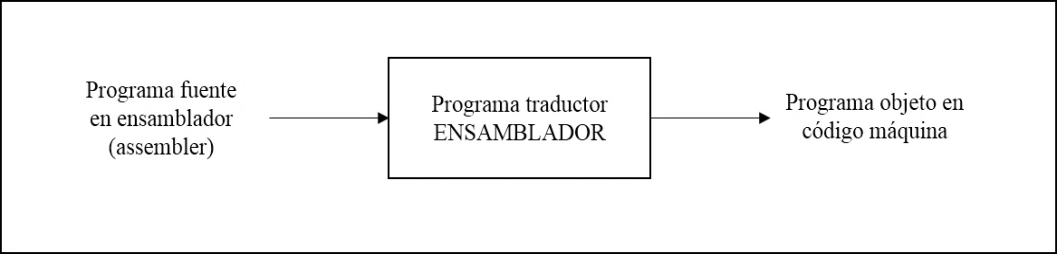 Programa fuente
en ensamblador
(assembler)
Programa traductor
ENSAMBLADOR
Programa objeto en
código máquina